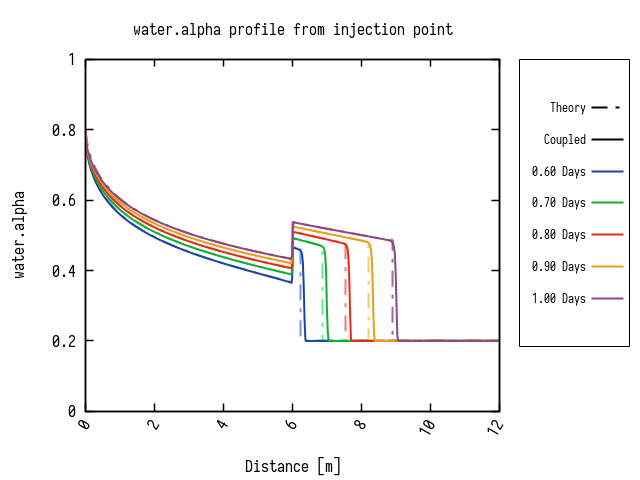 water.alpha profile from injection point
1
0.8
0.6
0.4
0.2
0
water.alpha
0
2
4
6
8
10
12
Distance [m]
Theory
Coupled
0.60 Days
0.70 Days
0.80 Days
0.90 Days
1.00 Days